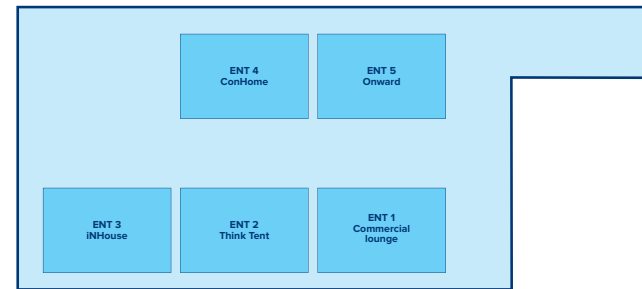 ENT 4
ConHome
ENT 5
Onward
ENT 3
iNHouse
ENT 2
Think Tent
ENT 1
Commercial
lounge